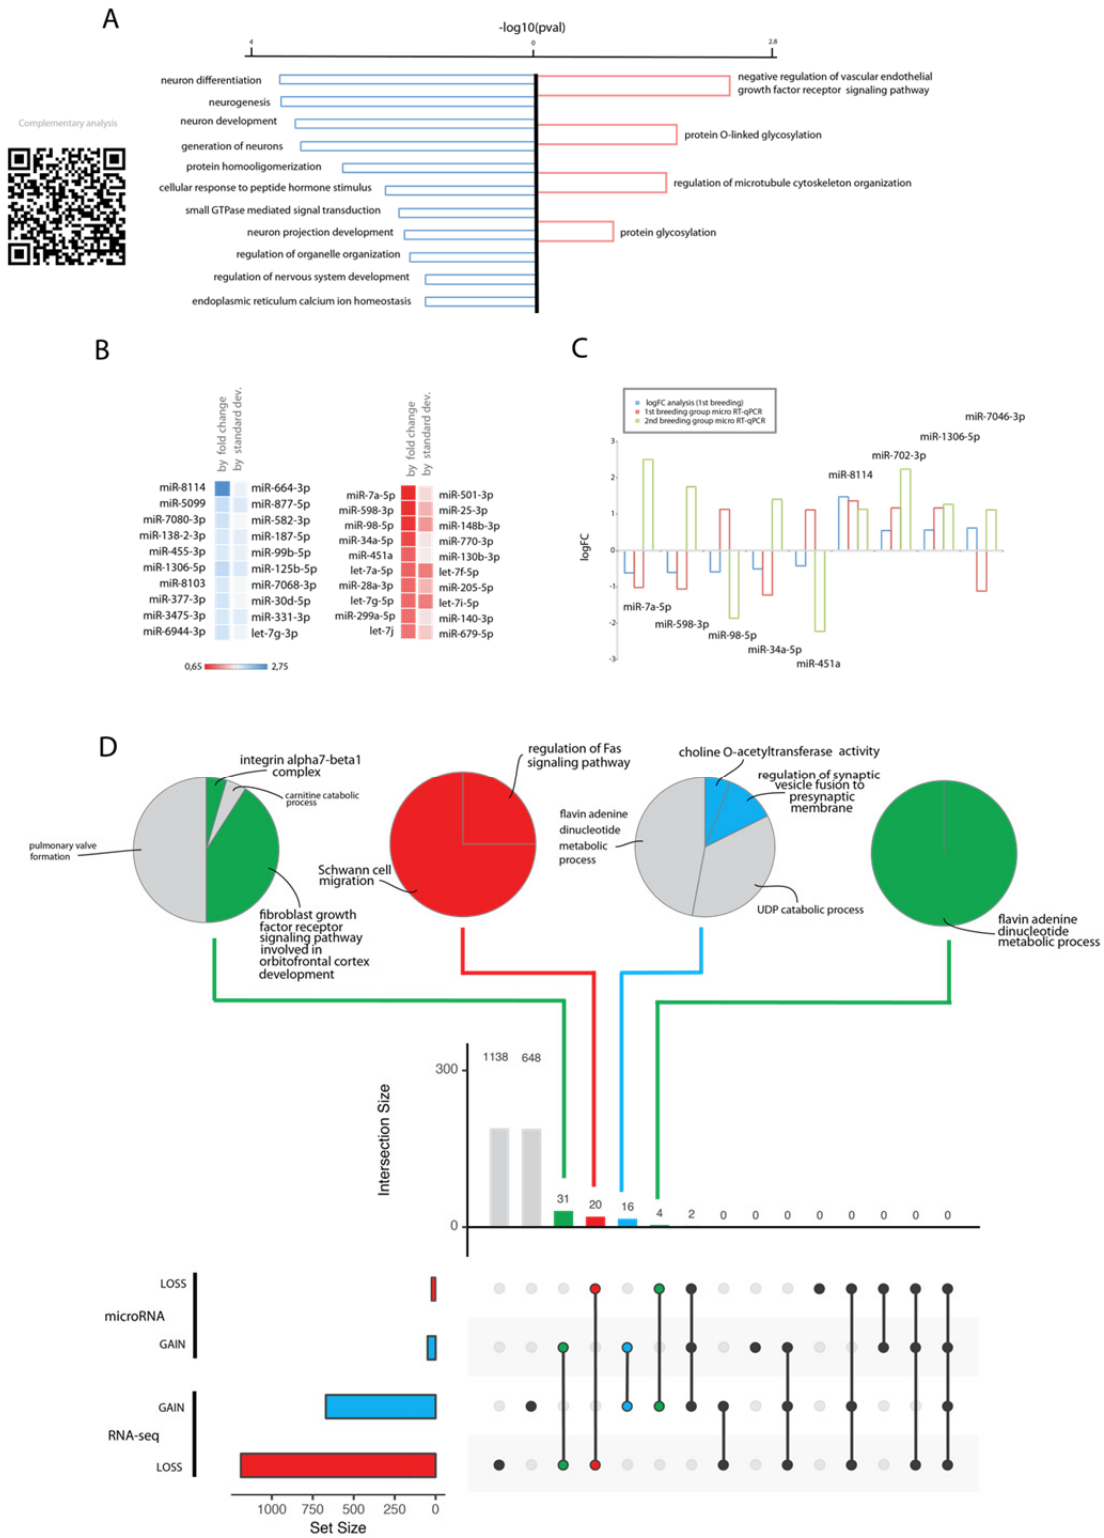 A
-log10(pval)
4
0
2.8
neuron differentiation
neurogenesis
neuron development
generation of neurons
protein homooligomerization
cellular response to peptide hormone stimulus
small GTPase mediated signal transduction
neuron projection development
regulation of organelle organization
regulation of nervous system development
endoplasmic reticulum calcium ion homeostasis
negative regulation of vascular endothelial
growth factor receptor signaling pathway
protein O-linked glycosylation
regulation of microtubule cytoskeleton organization
protein glycosylation
Complementary analysis
B
by fold change
by standard dev.
miR-8114
miR-5099
miR-7080-3p
miR-138-2-3p
miR-455-3p
miR-1306-5p
miR-8103
miR-377-3p
miR-3475-3p
miR-6944-3p
miR-664-3p
miR-877-5p
miR-582-3p
miR-187-5p
miR-99b-5p
miR-125b-5p
miR-7068-3p
miR-30d-5p
miR-331-3p
let-7g-3p
by fold change
by standard dev.
miR-7a-5p
miR-598-3p
miR-98-5p
miR-34a-5p
miR-451a
let-7a-5p
miR-28a-3p
let-7g-5p
miR-299a-5p
let-7j
miR-501-3p
miR-25-3p
miR-148b-3p
miR-770-3p
miR-130b-3p
let-7f-5p
miR-205-5p
let-7i-5p
miR-140-3p
miR-679-5p
0,65
2,75
C
logFC analysis (1st breeding)
1st breeding group micro RT-qPCR
2nd breeding group micro RT-qPCR
logFC
3
2
1
0
-1
-2
-3
miR-7a-5p
miR-598-3p
miR-98-5p
miR-34a-5p
miR-451a
miR-8114
miR-702-3p
miR-1306-5p
miR-7046-3p
D
integrin alpha7-beta1
complex
carnitine catabolic
process
pulmonary valve
formation
fibroblast growth
factor receptor
signaling pathway
involved in
orbitofrontal cortex
development
regulation of Fas
signaling pathway
Schwann cell
migration
choline O-acetyltransferase activity
regulation of synaptic
vesicle fusion to
presynaptic
membrane
flavin adenine
dinucleotide
metabolic
process
UDP catabolic process
flavin adenine
dinucleotide
metabolic process
Intersection Size
300
0
1138
648
31
20
16
4
2
0
0
0
0
0
0
0
0
microRNA
LOSS
GAIN
RNA-seq
GAIN
LOSS
1000
750
500
250
0
Set Size